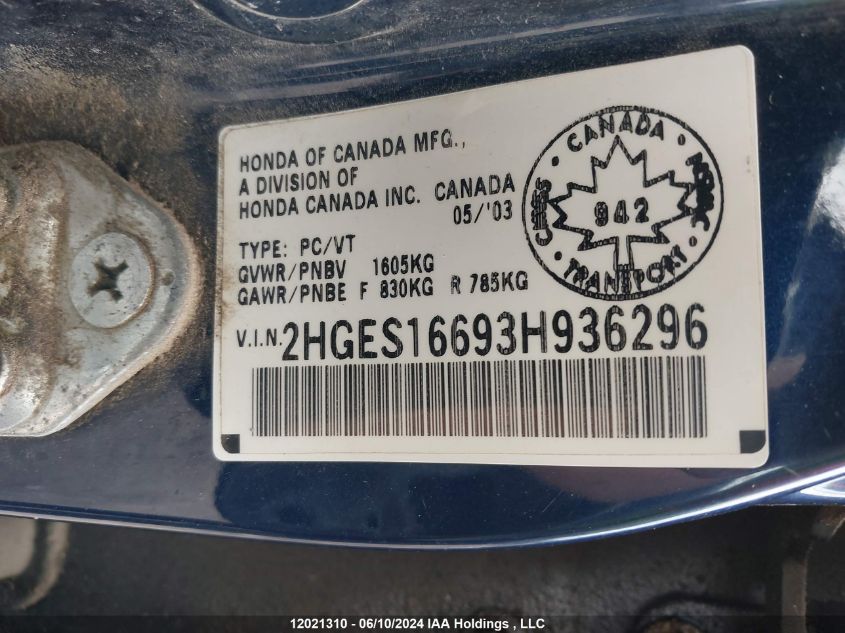 HONDA OF CANADA MFG.,
A DIVISION OF
HONDA CANADA INC. CANADA
05/'03
TYPE: PC/VT
GVWR/PNBV 1605KG
GAWR/PNBE F 830KG R 785KG
V.I.N. 2HGES16693H936296
CANADA
942
TRANSPORT
12021310 - 06/10/2024 IAA Holdings , LLC